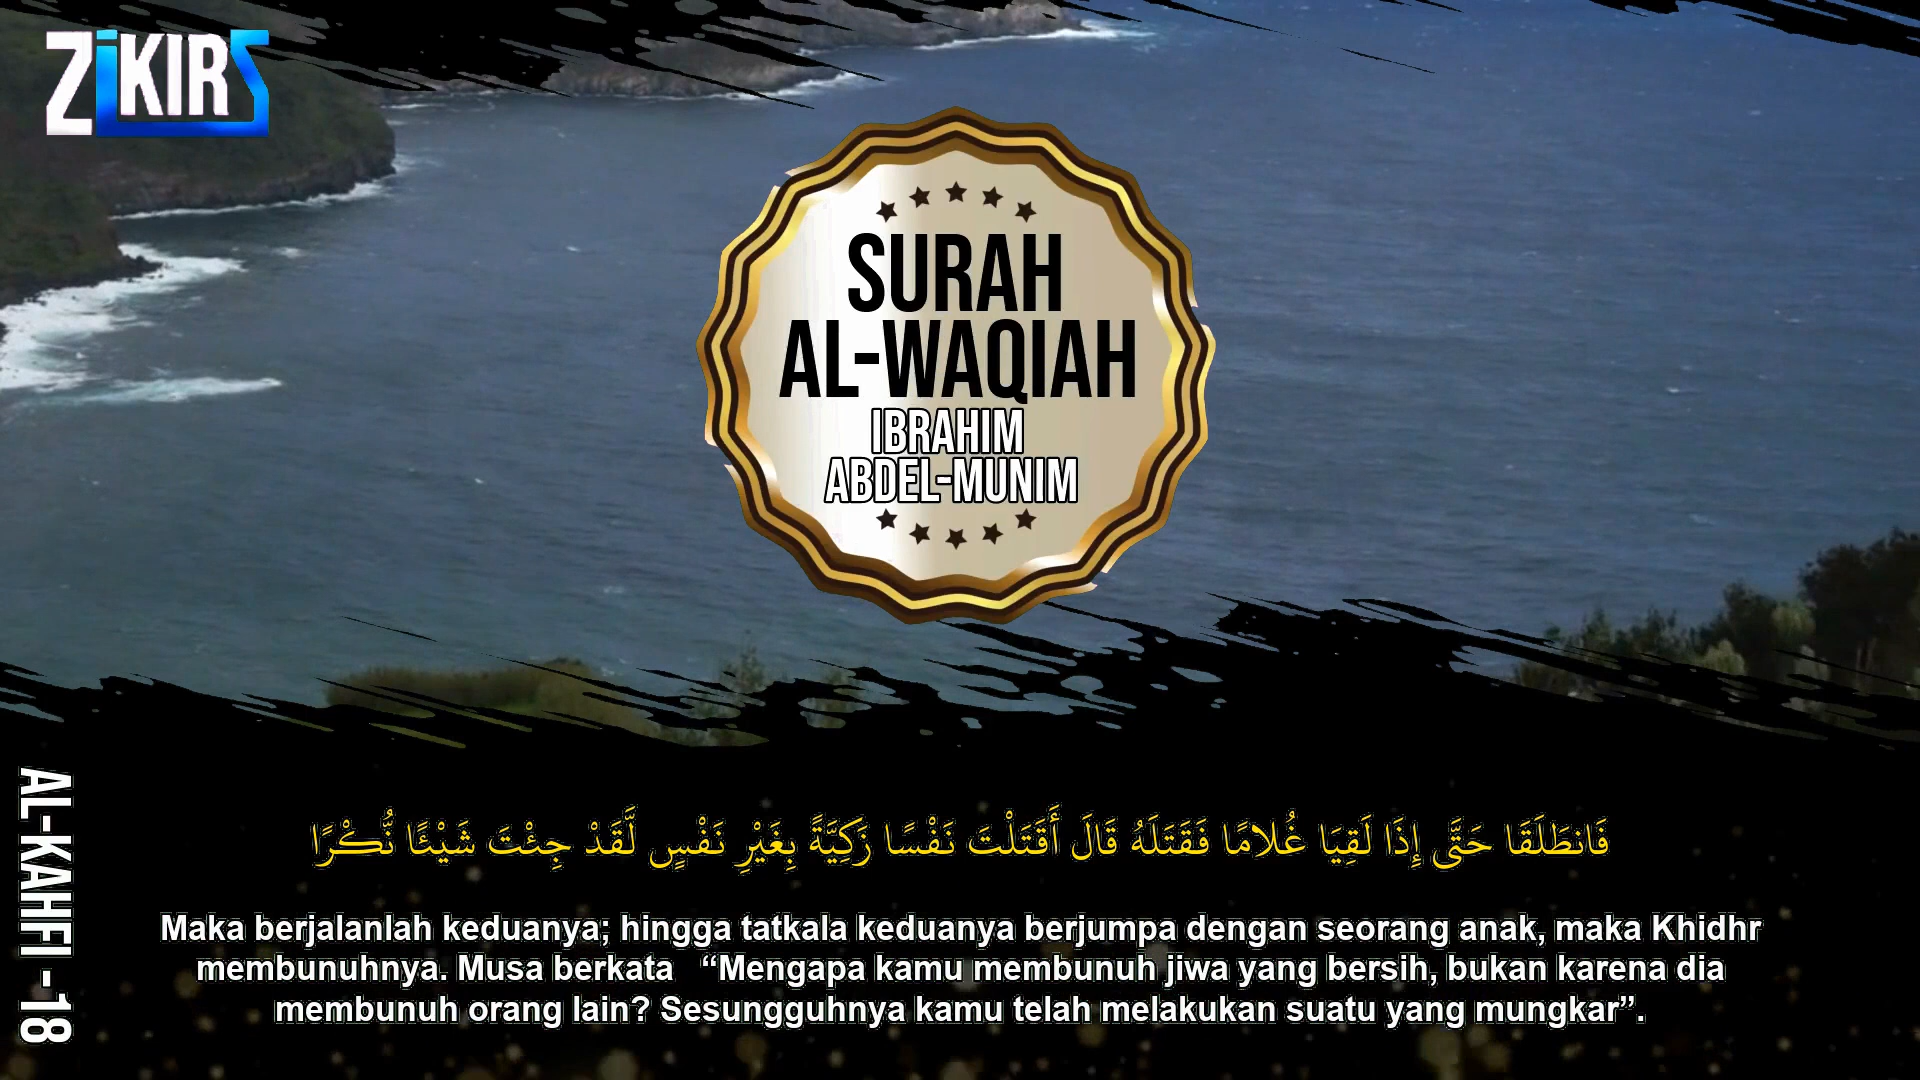 ZIKIRS
SURAH
AL-WAQIAH
IBRAHIM
ABDEL-MUNIM
AL-KAHFI - 18
فَانطَلَقَا حَتَّى إِذَا لَقِيَا غُلامًا فَقَتَلَهُ قَالَ أَقَتَلْتَ نَفْسًا زَكِيَّةً بِغَيْرِ نَفْسٍ لَّقَدْ جِئْتَ شَيْئًا نُّكْرًا
Maka berjalanlah keduanya; hingga tatkala keduanya berjumpa dengan seorang anak, maka Khidhr
membunuhnya. Musa berkata “Mengapa kamu membunuh jiwa yang bersih, bukan karena dia
membunuh orang lain? Sesungguhnya kamu telah melakukan suatu yang mungkar”.